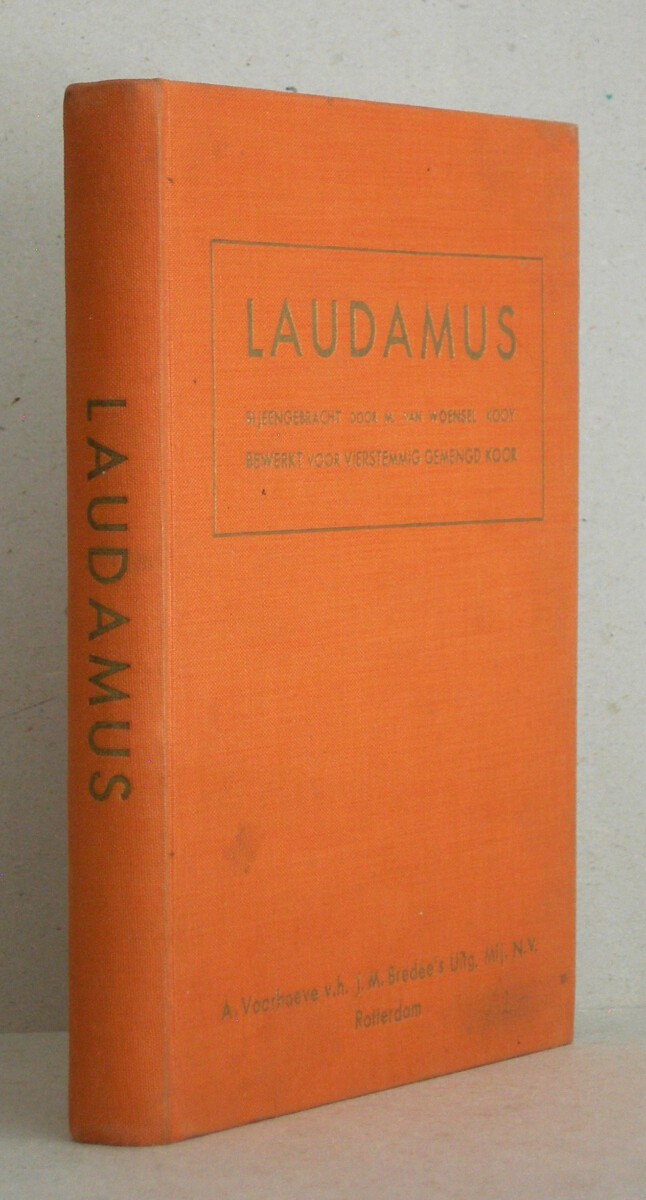 LAUDAMUS
LAUDAMUS
BIJEENGEBRACHT DOOR M. VAN WOENSEL KOOY
BEWERKT VOOR VIERSTEMMIG GEMENGD KOOR
A. Voorhoeve v.h. J. M. Bredée's Uitg. Mij. N.V.
Rotterdam